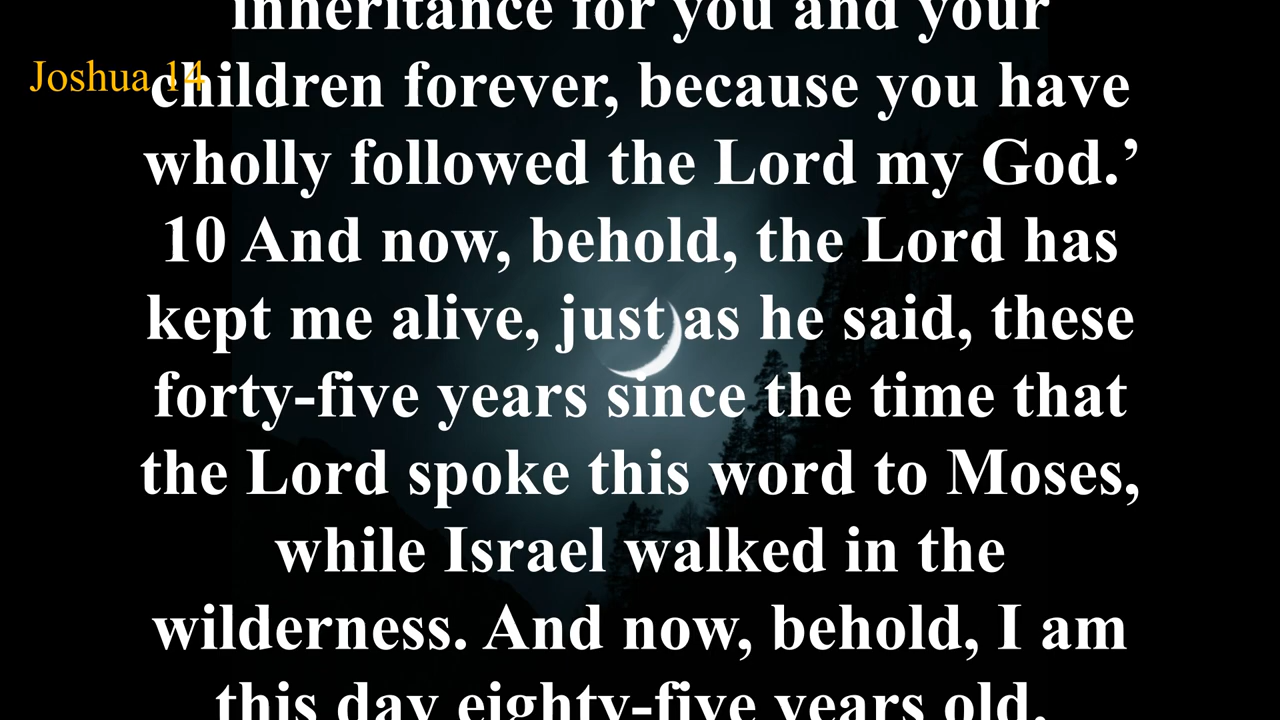 inheritance for you and your
Joshua 14
children forever, because you have
wholly followed the Lord my God.’
10 And now, behold, the Lord has
kept me alive, just as he said, these
forty-five years since the time that
the Lord spoke this word to Moses,
while Israel walked in the
wilderness. And now, behold, I am
this day eighty-five years old.